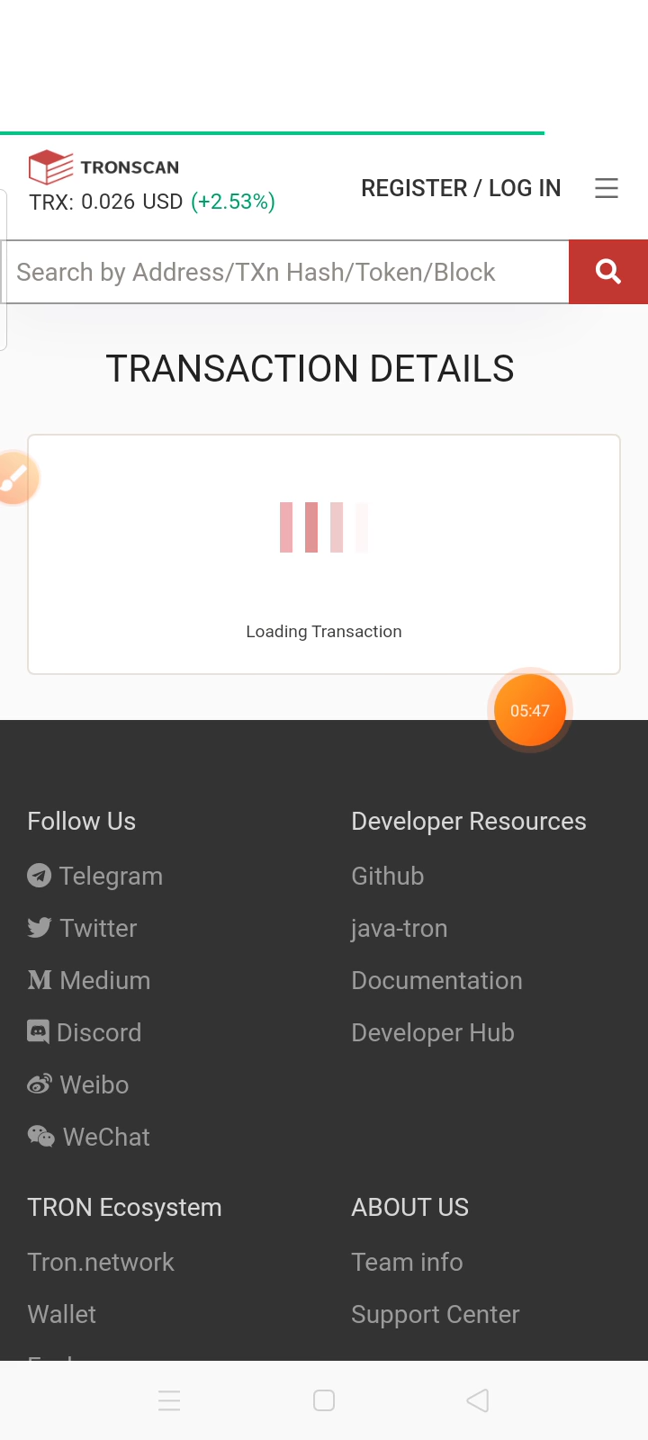 TRONSCAN
TRX: 0.026 USD (+2.53%)
REGISTER / LOG IN
Search by Address/TXn Hash/Token/Block
TRANSACTION DETAILS
Loading Transaction
05:47
Follow Us
Telegram
Twitter
Medium
Discord
Weibo
WeChat
Developer Resources
Github
java-tron
Documentation
Developer Hub
TRON Ecosystem
Tron.network
Wallet
ABOUT US
Team info
Support Center